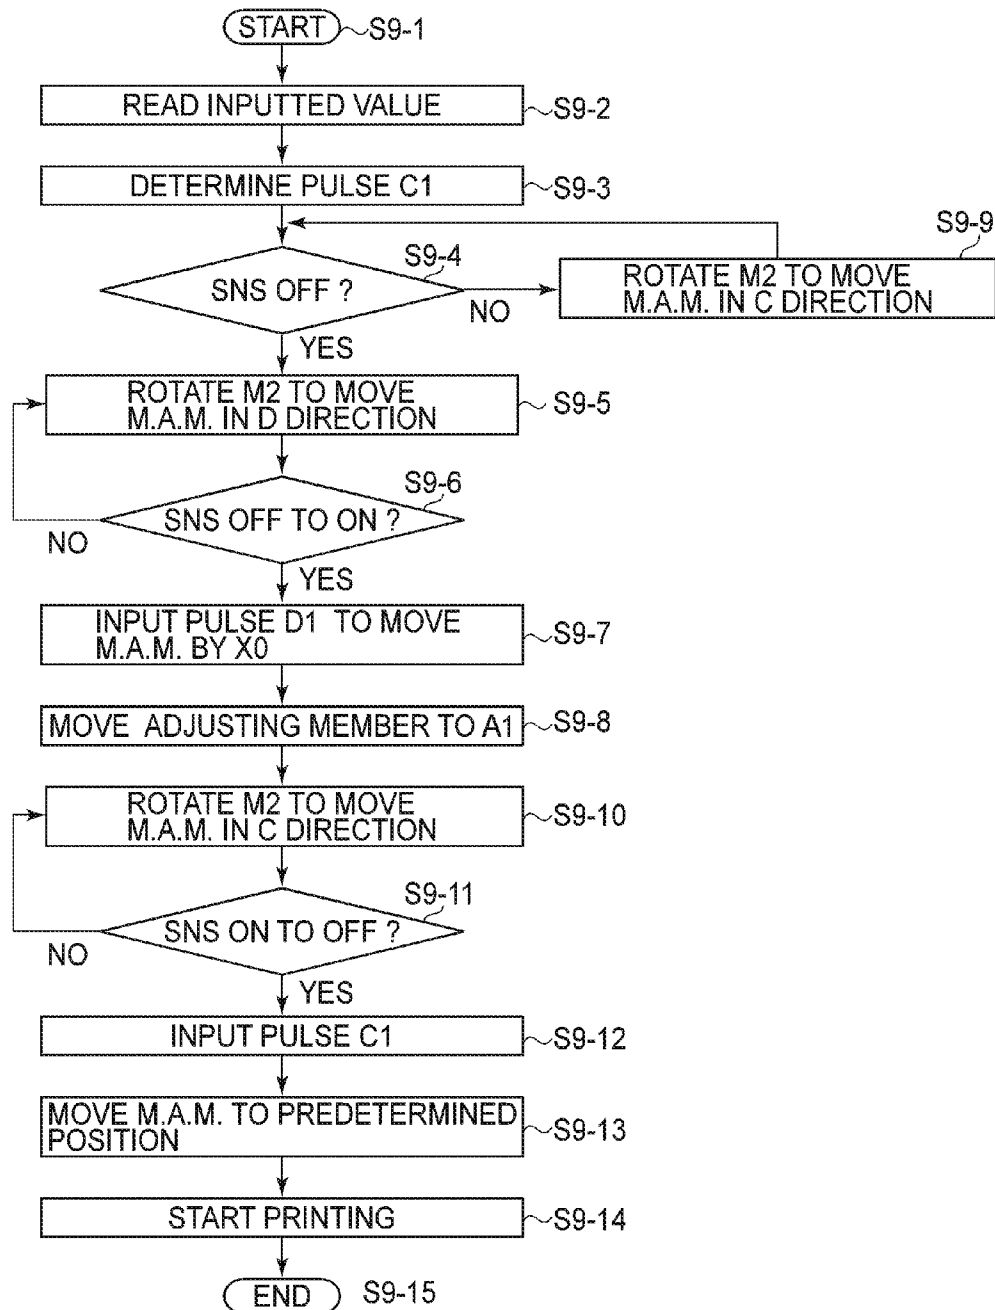 START
S9-1
READ INPUTTED VALUE
S9-2
DETERMINE PULSE C1
S9-3
S9-9
S9-4
SNS OFF ?
NO
ROTATE M2 TO MOVE
M.A.M. IN C DIRECTION
YES
ROTATE M2 TO MOVE
M.A.M. IN D DIRECTION
S9-5
S9-6
SNS OFF TO ON ?
NO
YES
INPUT PULSE D1 TO MOVE
M.A.M. BY X0
S9-7
MOVE ADJUSTING MEMBER TO A1
S9-8
ROTATE M2 TO MOVE
M.A.M. IN C DIRECTION
S9-10
S9-11
SNS ON TO OFF ?
NO
YES
INPUT PULSE C1
S9-12
MOVE M.A.M. TO PREDETERMINED
POSITION
S9-13
START PRINTING
S9-14
END
S9-15